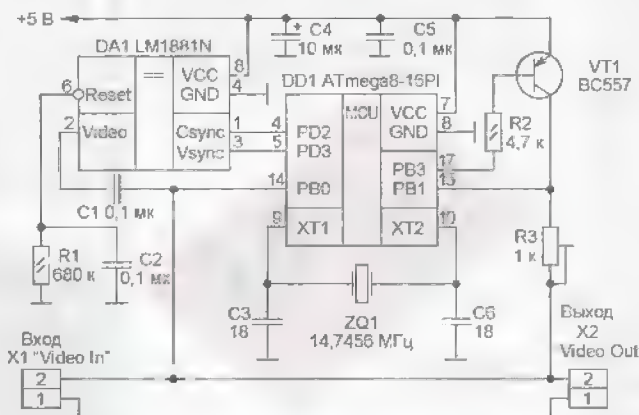 +5 В
DA1 LM1881N
== VCC 8
6 Reset GND 4
2 Video Csync 1
Vsync 3
C4
+
10 мк
C5
0,1 мк
VT1
BC557
DD1 ATmega8-16PI
4 PD2 MCU VCC 7
5 PD3 GND 8
PB3 17
14 PB0 PB1 15
9 XT1 XT2 10
R2
4,7 к
C1 0,1 мк
R1
680 к
C2
0,1 мк
R3
1 к
C3
18
ZQ1
14,7456 МГц
C6
18
Вход
X1 "Video In"
2
1
Выход
X2
Video Out
2
1